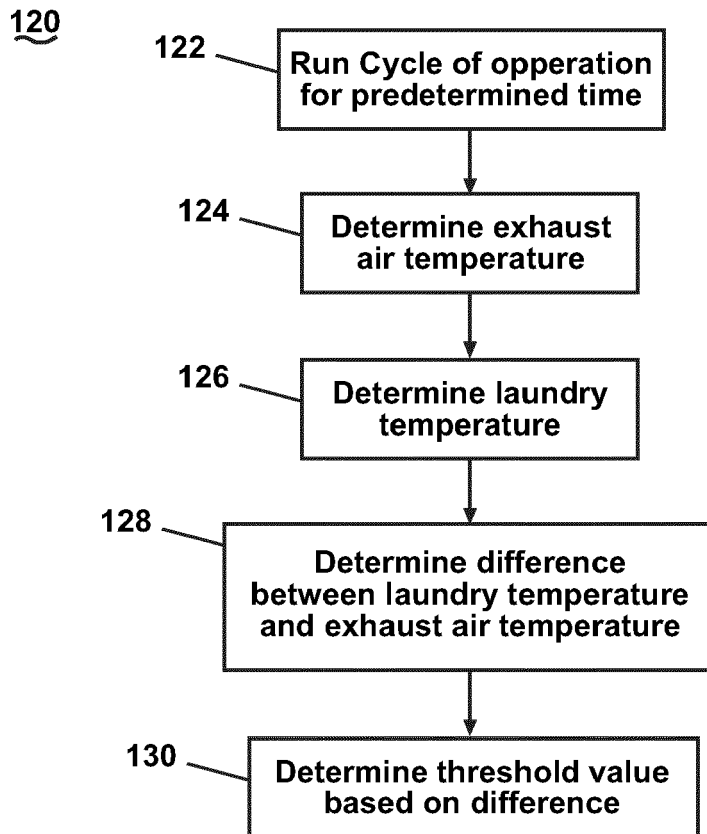 120
122
Run Cycle of opperation
for predetermined time
124
Determine exhaust
air temperature
126
Determine laundry
temperature
128
Determine difference
between laundry temperature
and exhaust air temperature
130
Determine threshold value
based on difference